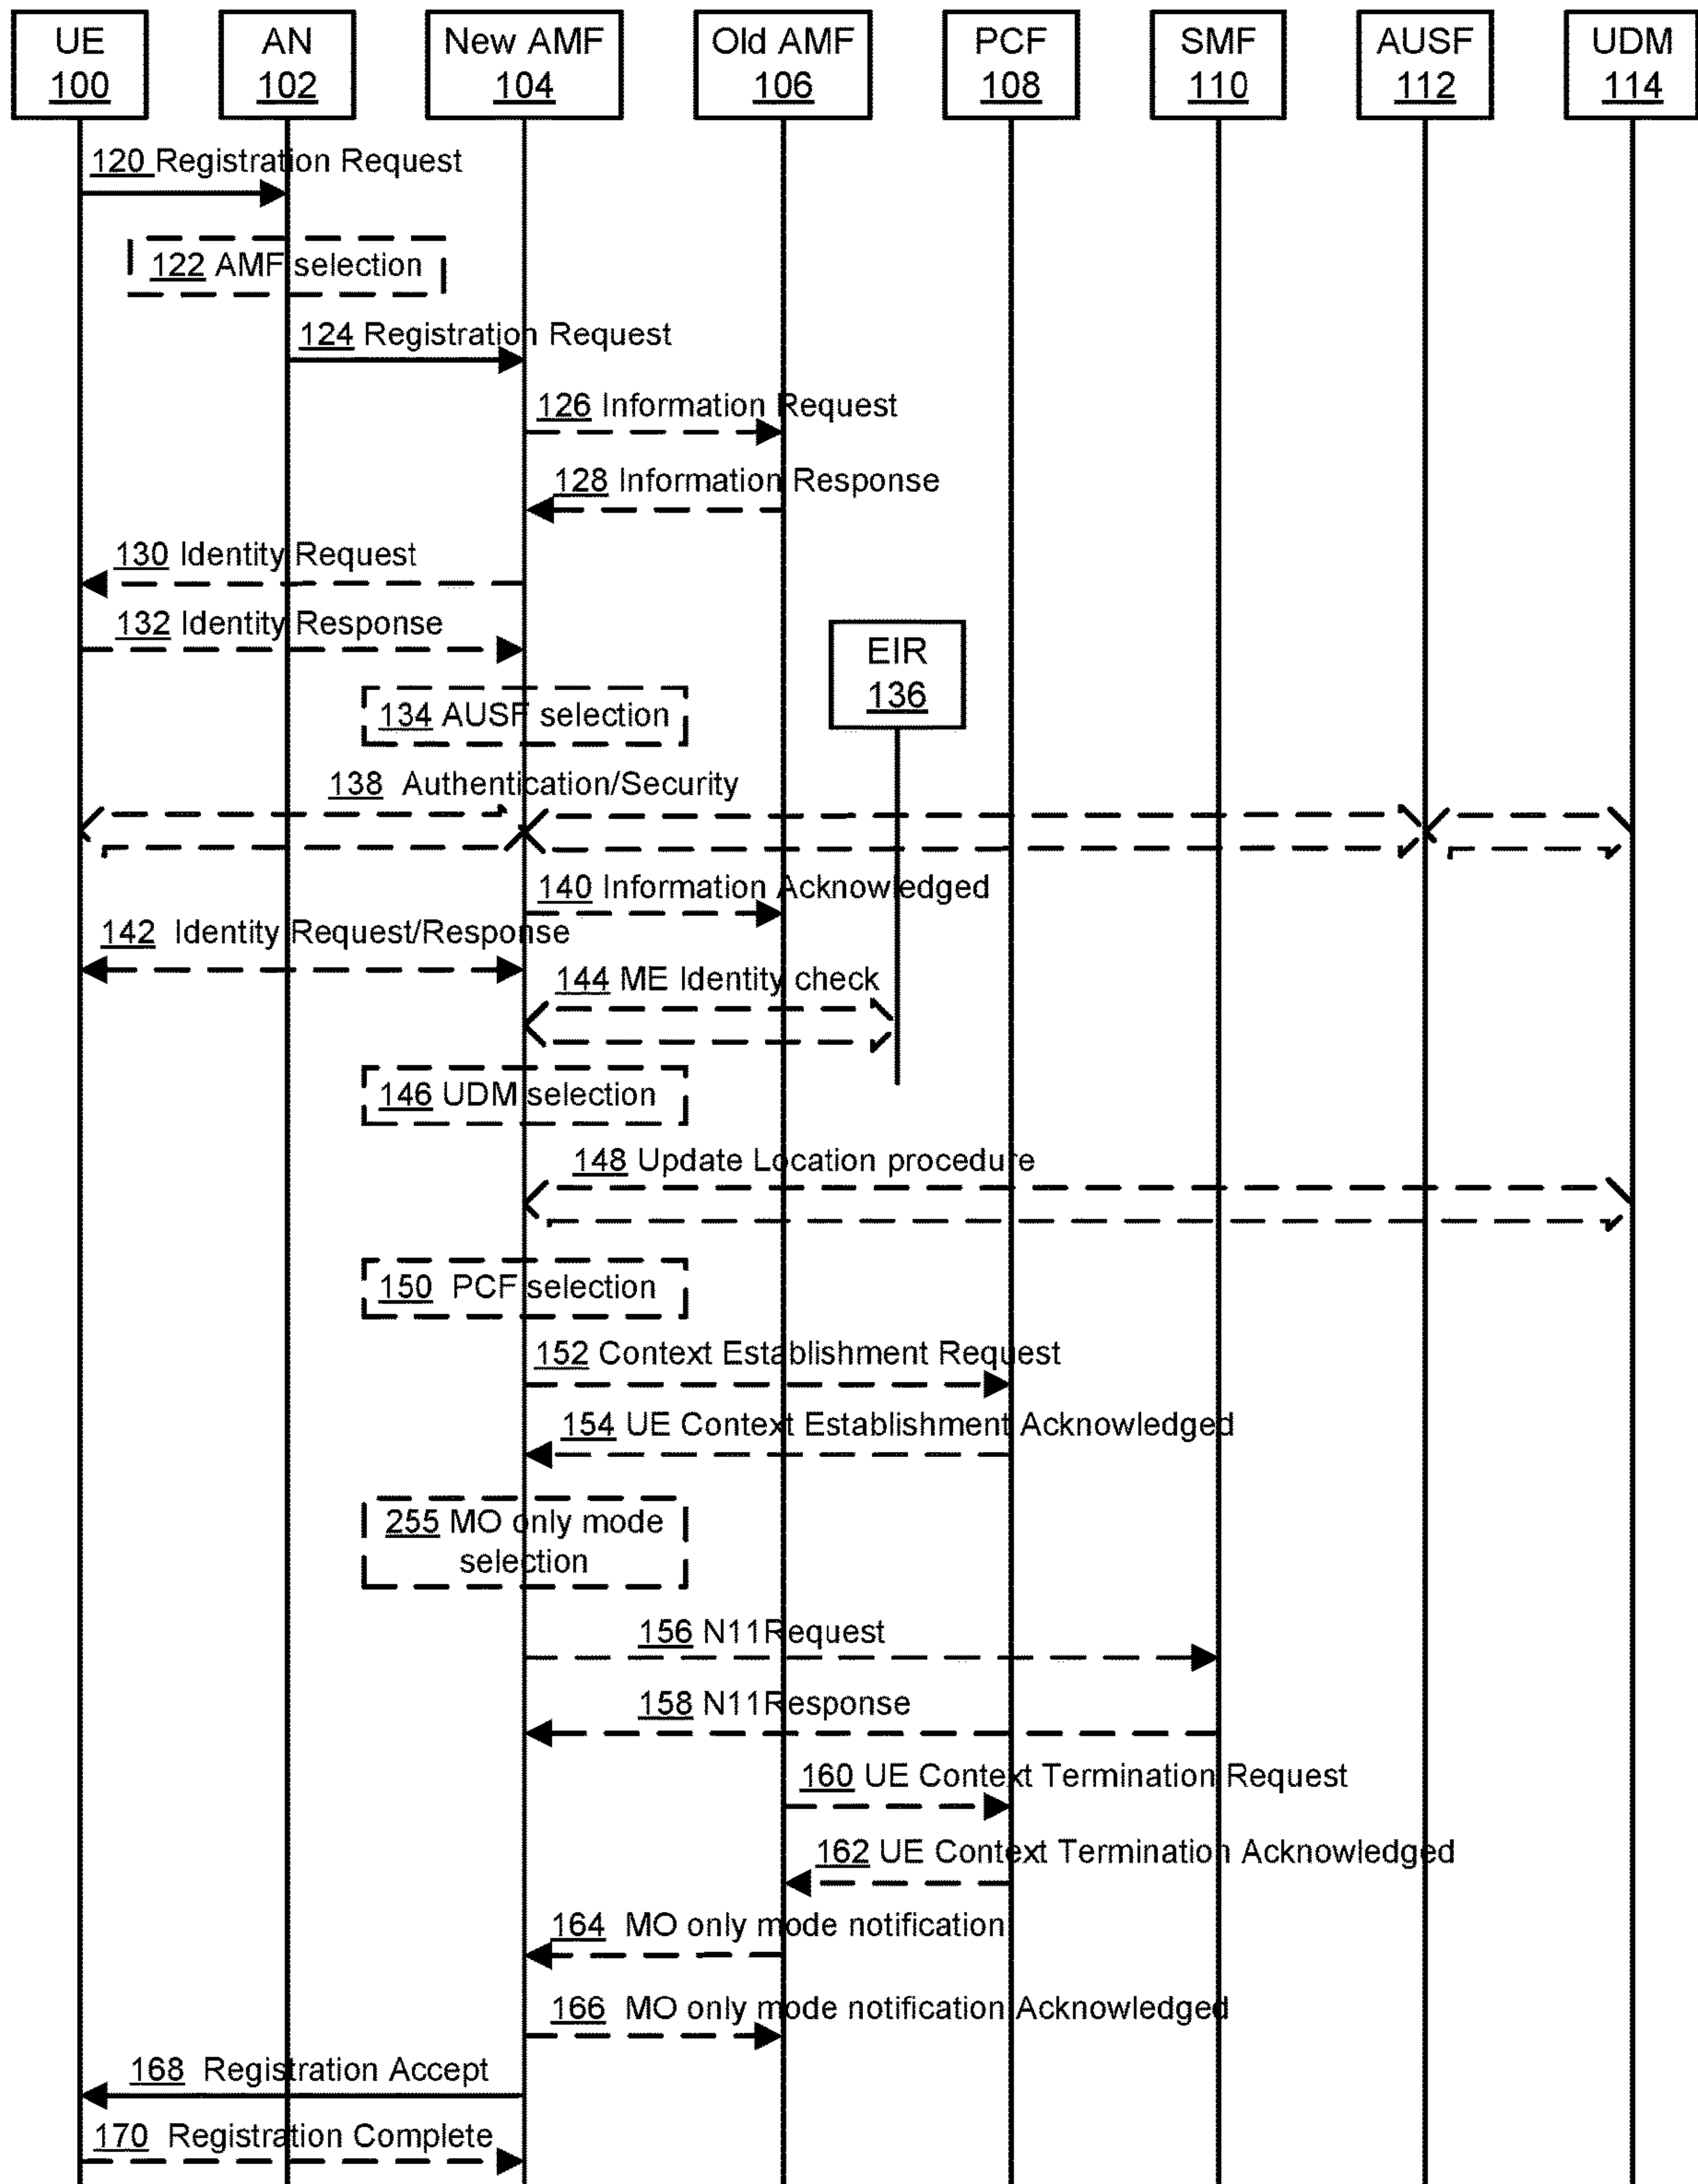 UE
100
AN
102
New AMF
104
Old AMF
106
PCF
108
SMF
110
AUSF
112
UDM
114
120 Registration Request
122 AMF selection
124 Registration Request
126 Information Request
128 Information Response
130 Identity Request
132 Identity Response
EIR
136
134 AUSF selection
138 Authentication/Security
140 Information Acknowledged
142 Identity Request/Response
144 ME Identity check
146 UDM selection
148 Update Location procedure
150 PCF selection
152 Context Establishment Request
154 UE Context Establishment Acknowledged
255 MO only mode
selection
156 N11Request
158 N11Response
160 UE Context Termination Request
162 UE Context Termination Acknowledged
164 MO only mode notification
166 MO only mode notification Acknowledged
168 Registration Accept
170 Registration Complete